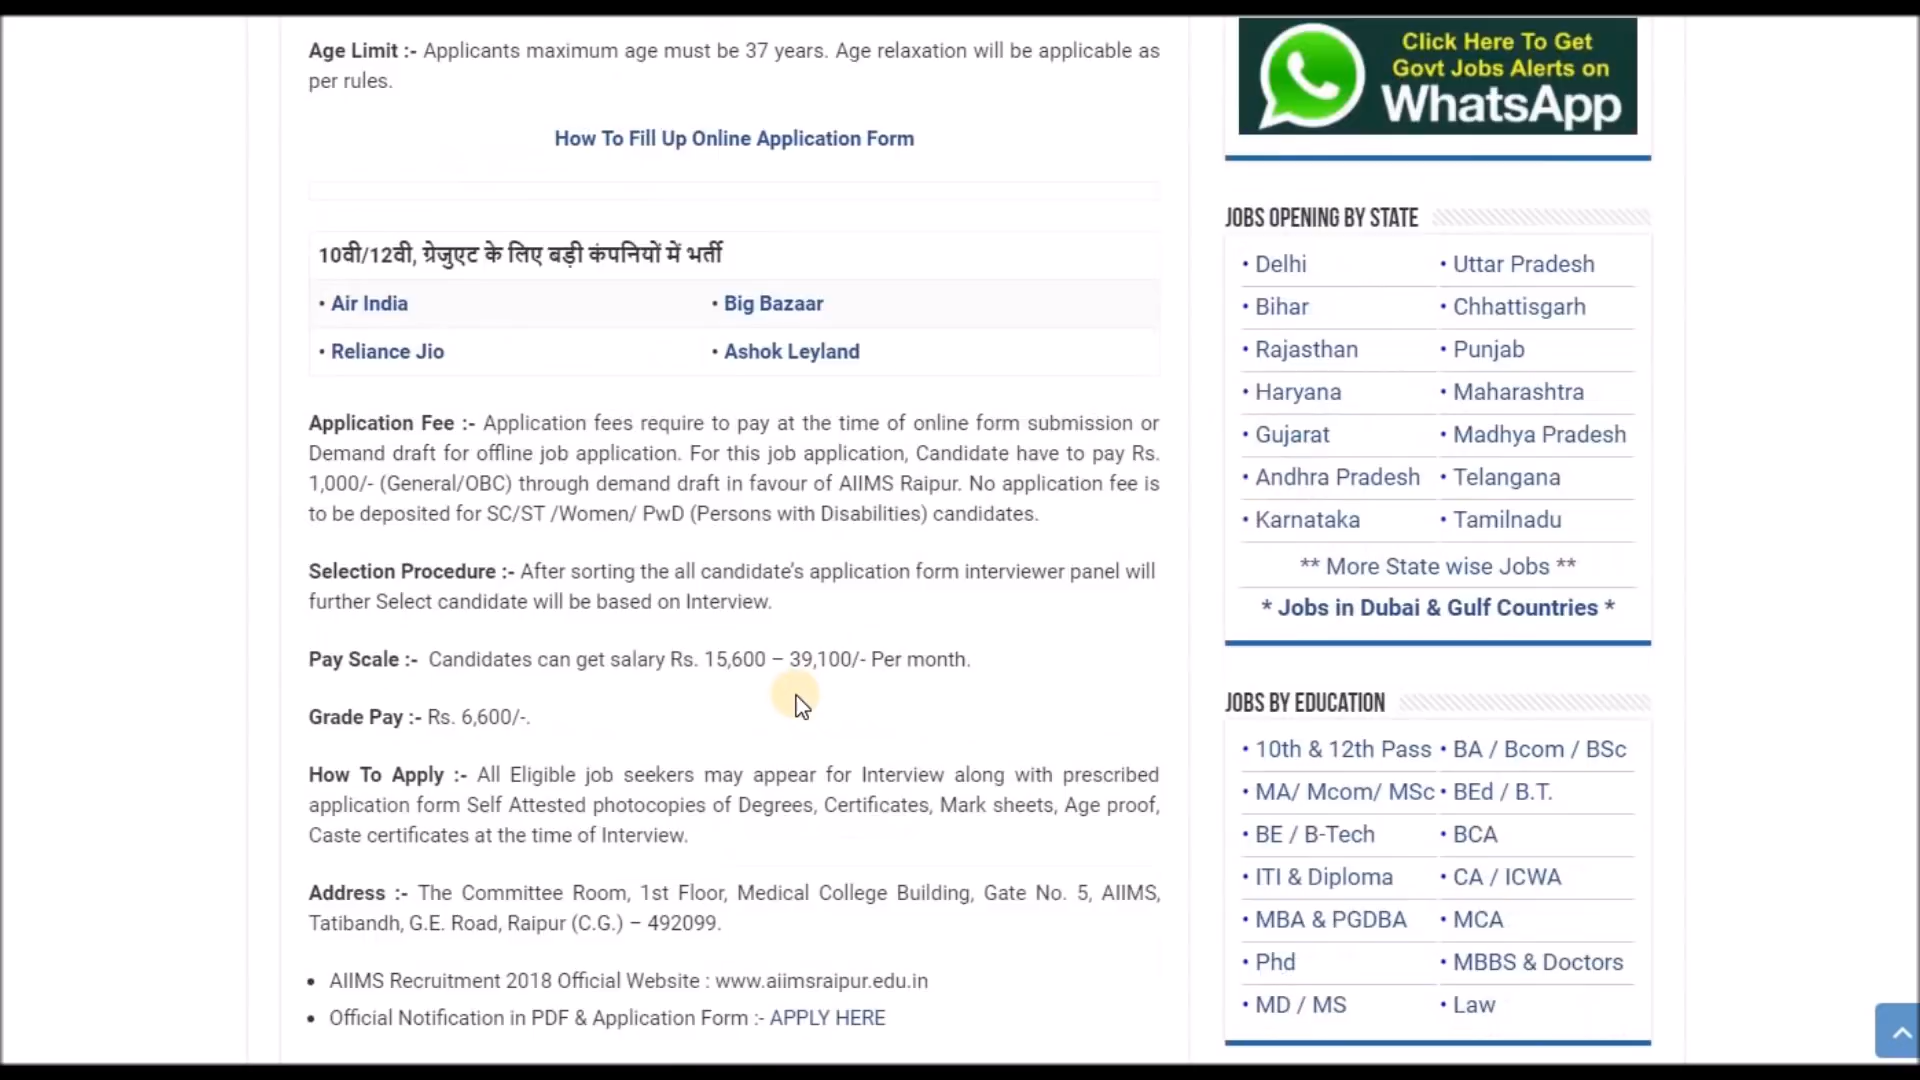 Age Limit :- Applicants maximum age must be 37 years. Age relaxation will be applicable as
per rules.
How To Fill Up Online Application Form
10वी/12वी, ग्रेजुएट के लिए बड़ी कंपनियों में भर्ती
• Air India
• Big Bazaar
• Reliance Jio
• Ashok Leyland
Application Fee :- Application fees require to pay at the time of online form submission or
Demand draft for offline job application. For this job application, Candidate have to pay Rs.
1,000/- (General/OBC) through demand draft in favour of AIIMS Raipur. No application fee is
to be deposited for SC/ST /Women/ PwD (Persons with Disabilities) candidates.
Selection Procedure :- After sorting the all candidate’s application form interviewer panel will
further Select candidate will be based on Interview.
Pay Scale :- Candidates can get salary Rs. 15,600 – 39,100/- Per month.
Grade Pay :- Rs. 6,600/-.
How To Apply :- All Eligible job seekers may appear for Interview along with prescribed
application form Self Attested photocopies of Degrees, Certificates, Mark sheets, Age proof,
Caste certificates at the time of Interview.
Address :- The Committee Room, 1st Floor, Medical College Building, Gate No. 5, AIIMS,
Tatibandh, G.E. Road, Raipur (C.G.) – 492099.
• AIIMS Recruitment 2018 Official Website : www.aiimsraipur.edu.in
• Official Notification in PDF & Application Form :- APPLY HERE
Click Here To Get
Govt Jobs Alerts on
WhatsApp
JOBS OPENING BY STATE
• Delhi
• Uttar Pradesh
• Bihar
• Chhattisgarh
• Rajasthan
• Punjab
• Haryana
• Maharashtra
• Gujarat
• Madhya Pradesh
• Andhra Pradesh
• Telangana
• Karnataka
• Tamilnadu
** More State wise Jobs **
* Jobs in Dubai & Gulf Countries *
JOBS BY EDUCATION
• 10th & 12th Pass
• BA / Bcom / BSc
• MA/ Mcom/ MSc
• BEd / B.T.
• BE / B-Tech
• BCA
• ITI & Diploma
• CA / ICWA
• MBA & PGDBA
• MCA
• Phd
• MBBS & Doctors
• MD / MS
• Law